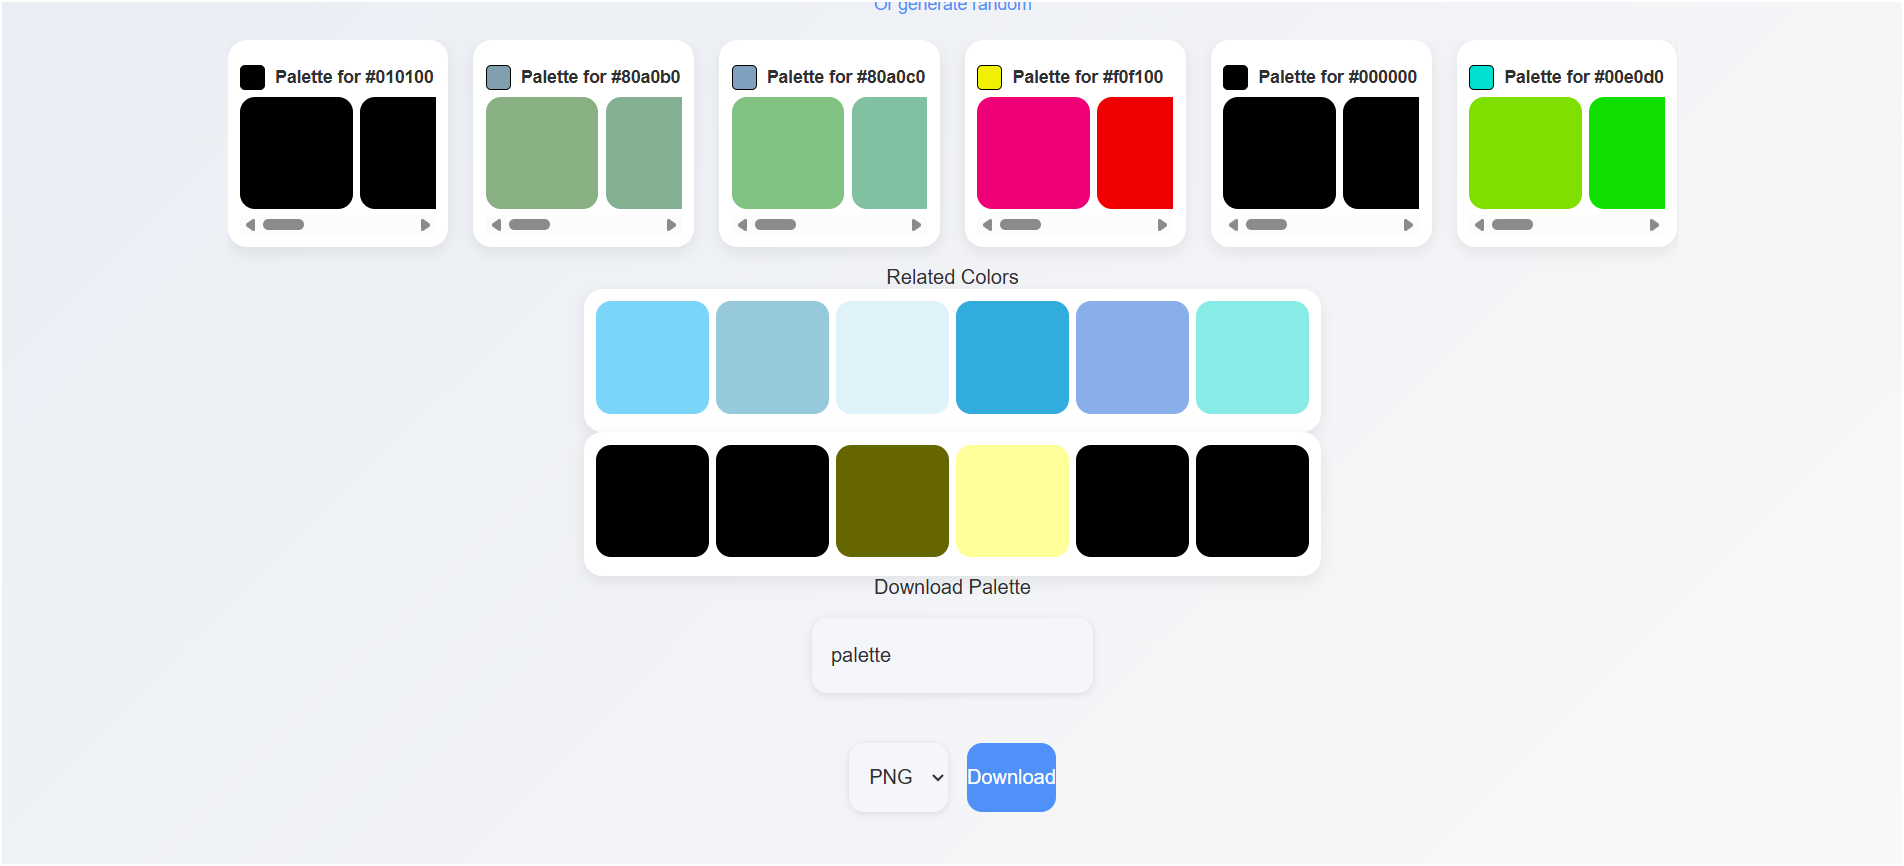 Or generate random
Palette for #010100
Palette for #80a0b0
Palette for #80a0c0
Palette for #f0f100
Palette for #000000
Palette for #00e0d0
Related Colors
Download Palette
palette
PNG
Download